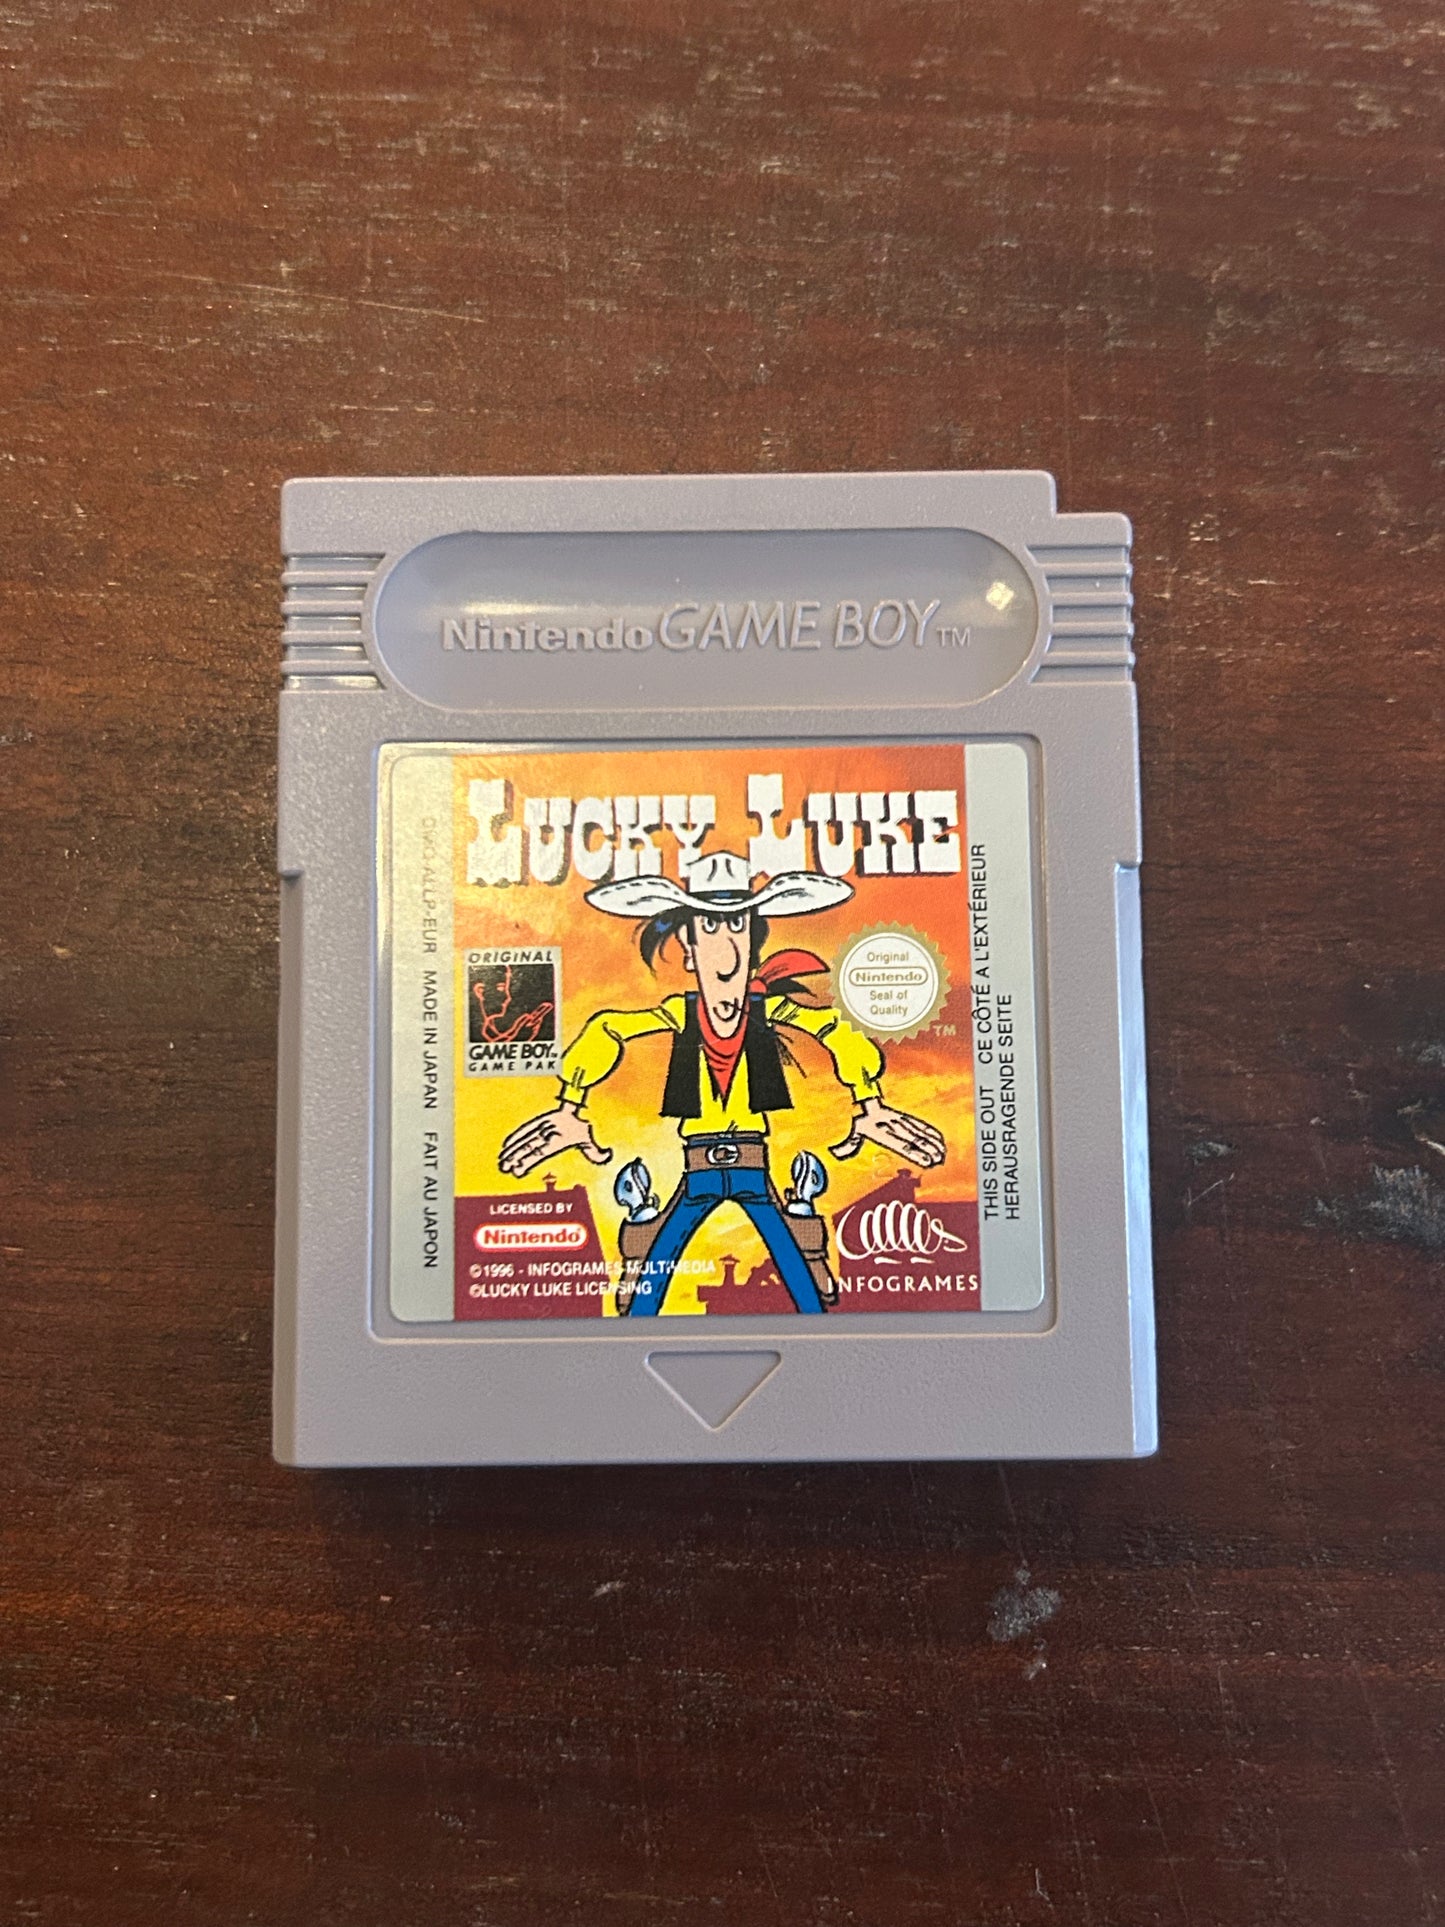 Nintendo GAME BOY TM
LUCKY LUKE
DMG-ALLP-EUR MADE IN JAPAN FAIT AU JAPON
ORIGINAL
GAME BOY TM
GAME PAK
Original
Nintendo
Seal of
Quality
TM
THIS SIDE OUT CE CÔTÉ A L'EXTÉRIEUR
HERAUSRAGENDE SEITE
2
LICENSED BY
Nintendo
©1996 - INFOGRAMES MULTIMEDIA
©LUCKY LUKE LICENSING
INFOGRAMES